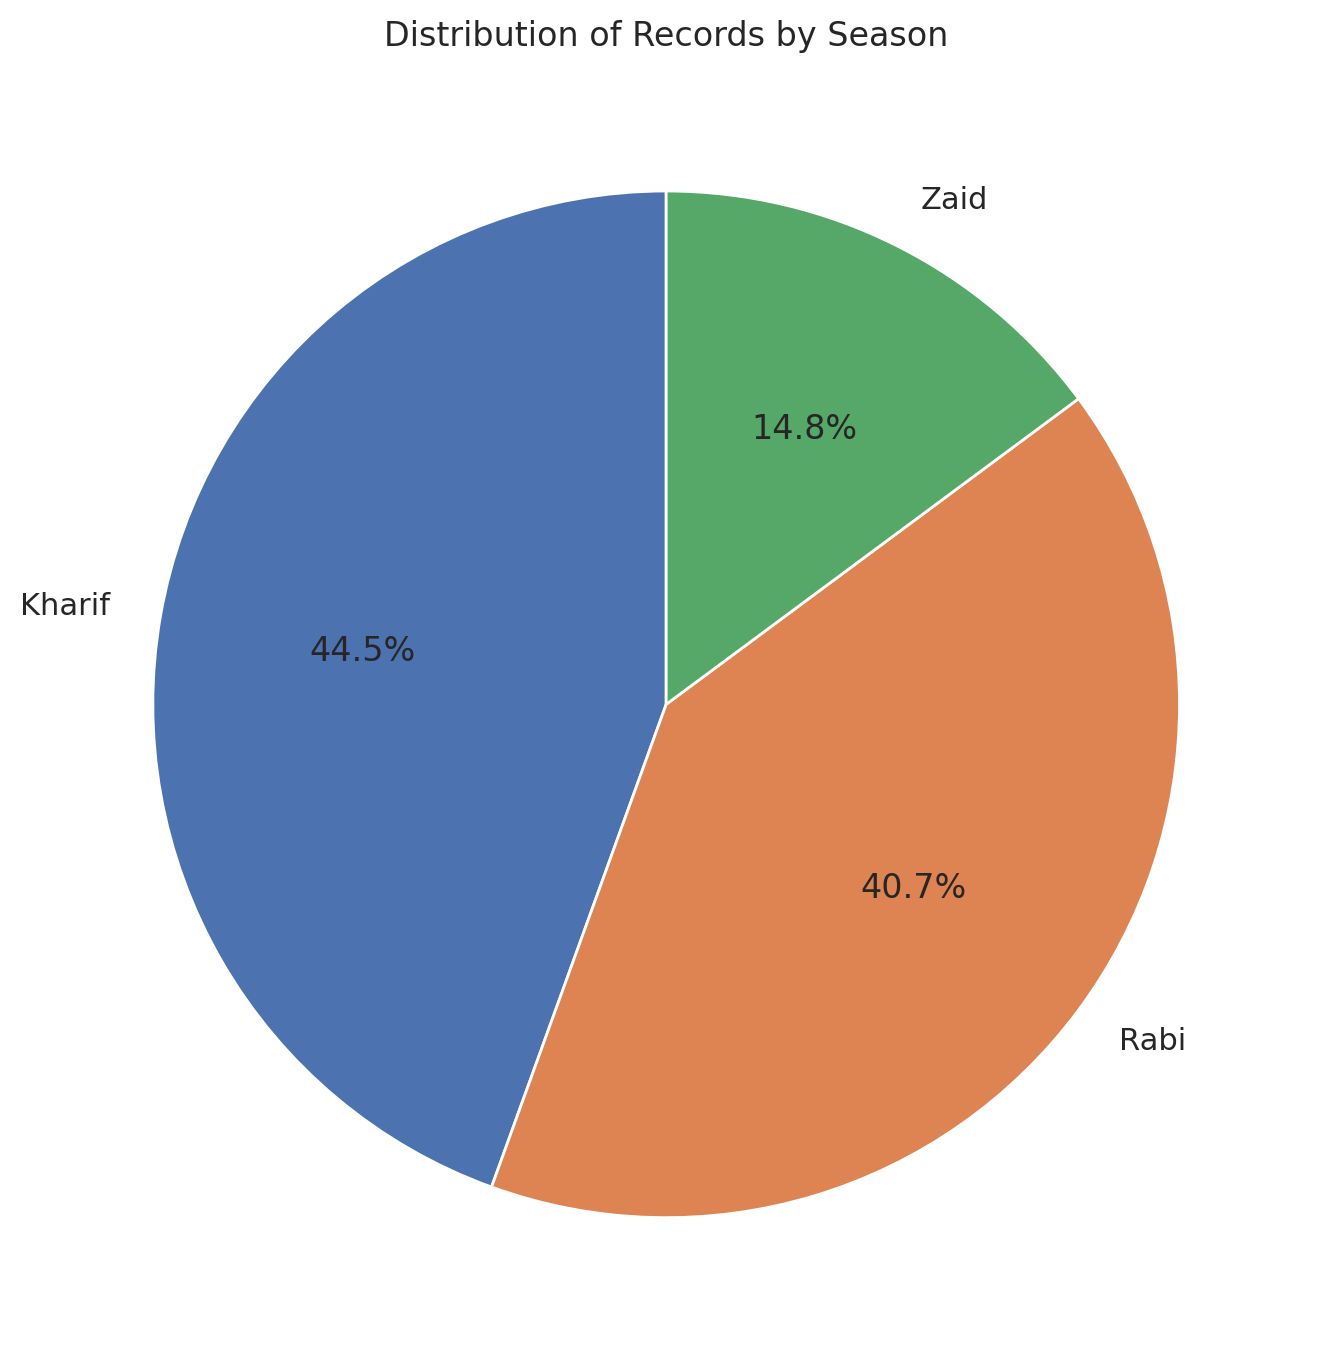 Distribution of Records by Season
Zaid
14.8%
Kharif
44.5%
40.7%
Rabi